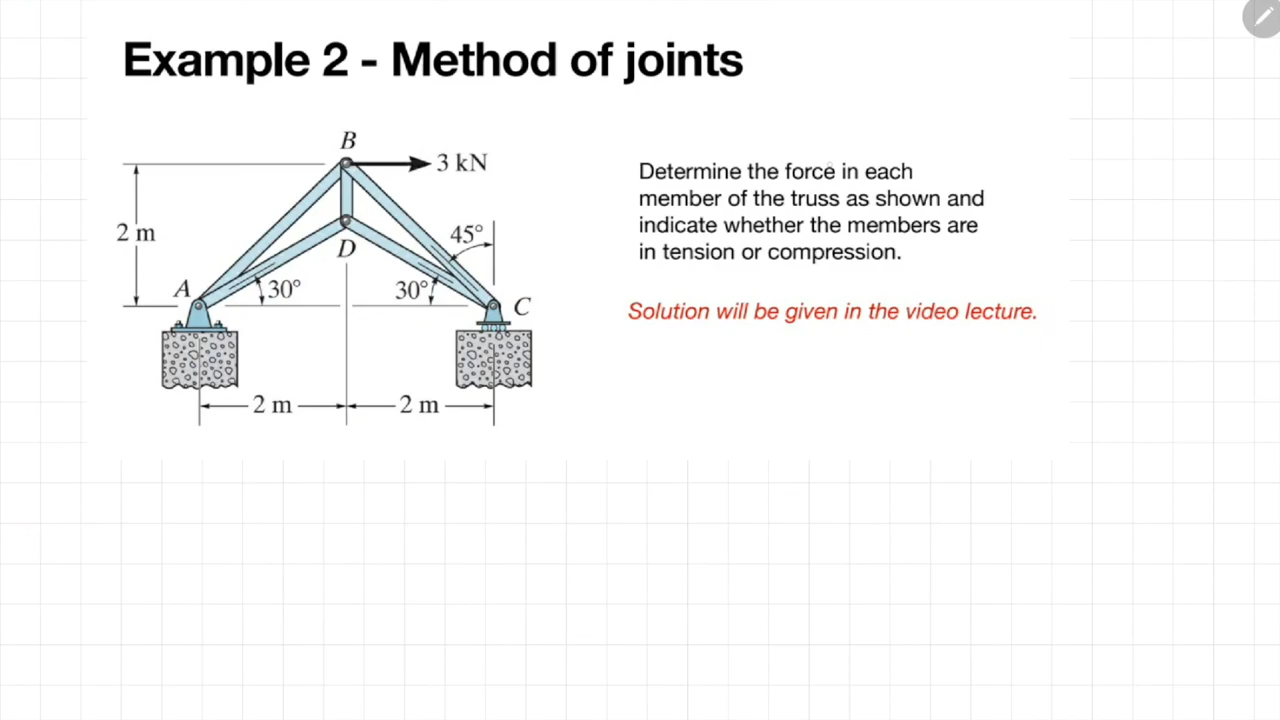 Example 2 - Method of joints
B
3 kN
2 m
45°
D
A
30°
30°
C
2 m
2 m
Determine the force in each
member of the truss as shown and
indicate whether the members are
in tension or compression.
Solution will be given in the video lecture.